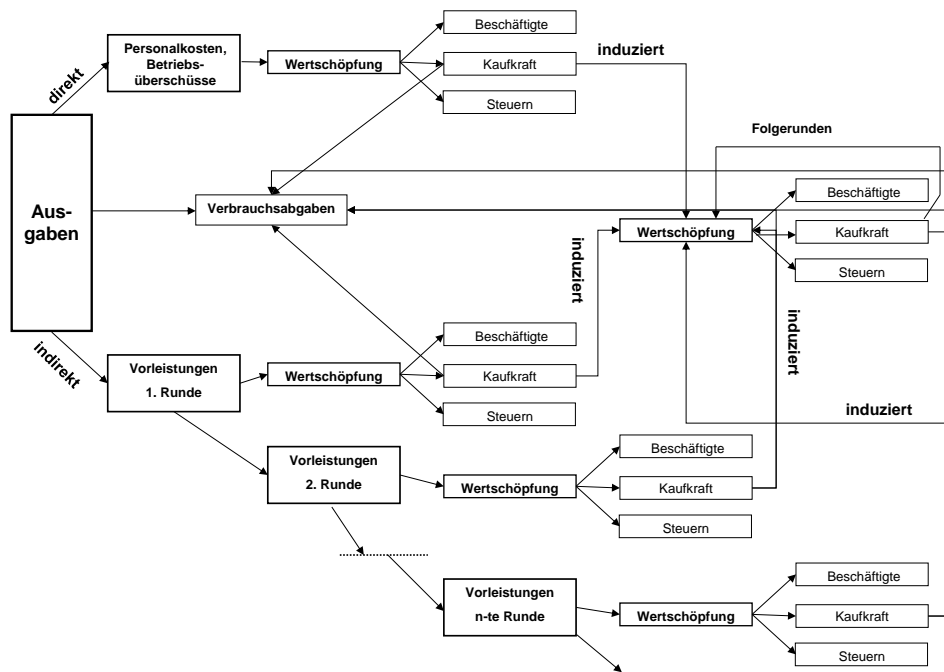 Beschäftigte
direkt
Personalkosten,
Betriebs-
überschüsse
Wertschöpfung
Kaufkraft
induziert
Steuern
Folgerunden
Aus-
gaben
Verbrauchsabgaben
Wertschöpfung
Beschäftigte
Kaufkraft
Steuern
induziert
induziert
indirekt
Vorleistungen
1. Runde
Wertschöpfung
Beschäftigte
Kaufkraft
Steuern
induziert
Vorleistungen
2. Runde
Wertschöpfung
Beschäftigte
Kaufkraft
Steuern
Vorleistungen
n-te Runde
Wertschöpfung
Beschäftigte
Kaufkraft
Steuern